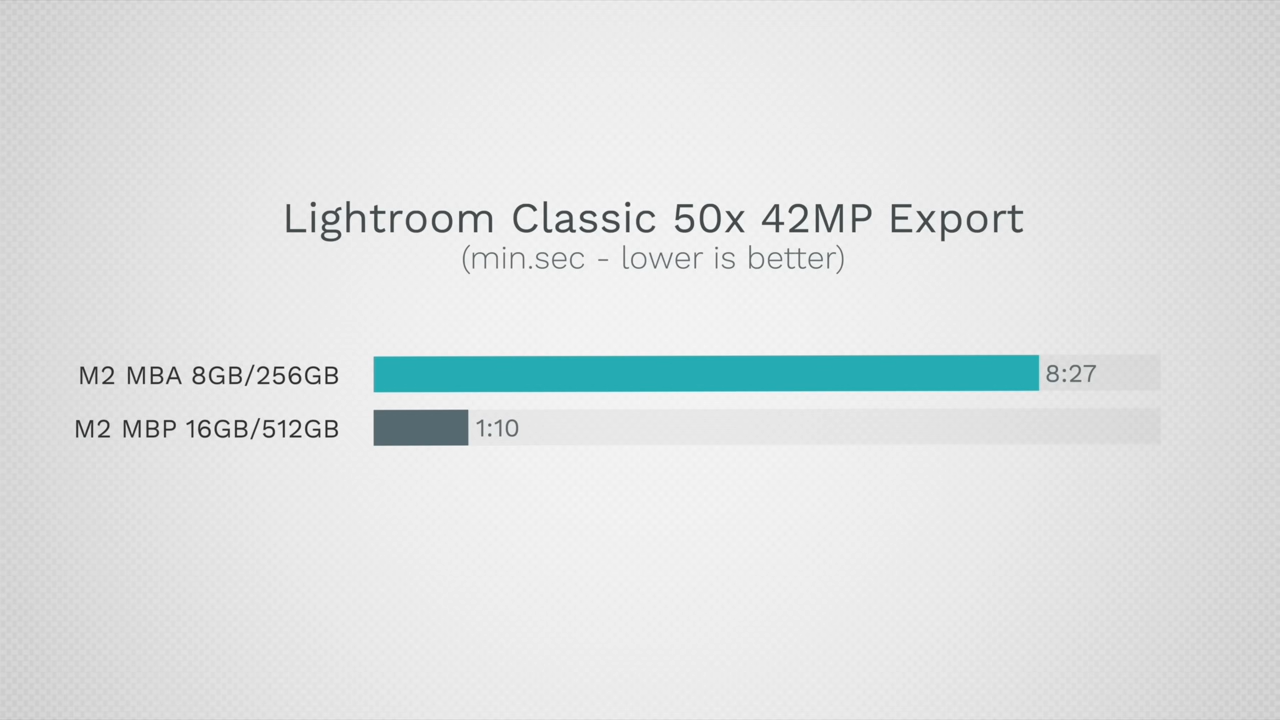 Lightroom Classic 50x 42MP Export
(min.sec - lower is better)
M2 MBA 8GB/256GB 8:27
M2 MBP 16GB/512GB 1:10